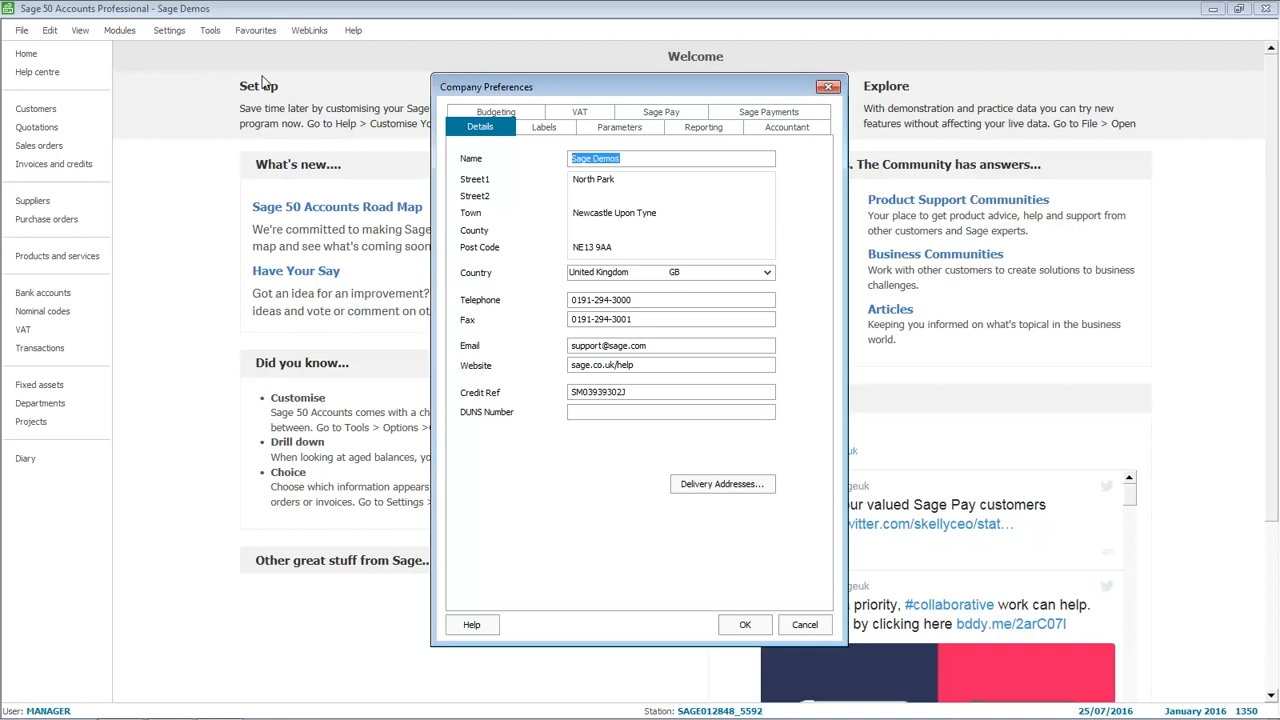 Sage 50 Accounts Professional - Sage Demos
File Edit View Modules Settings Tools Favourites WebLinks Help
Home
Help centre
Customers
Quotations
Sales orders
Invoices and credits
Suppliers
Purchase orders
Products and services
Bank accounts
Nominal codes
VAT
Transactions
Fixed assets
Departments
Projects
Diary
Welcome
Set up
Save time later by customising your Sage
program now. Go to Help > Customise Yo
What's new....
Sage 50 Accounts Road Map
We're committed to making Sage
map and see what's coming soon
Have Your Say
Got an idea for an improvement?
ideas and vote or comment on ot
Did you know...
Customise
Sage 50 Accounts comes with a ch
between. Go to Tools > Options >
Drill down
When looking at aged balances, yo
Choice
Choose which information appears
orders or invoices. Go to Settings >
Other great stuff from Sage..
Company Preferences
Budgeting VAT Sage Pay Sage Payments
Details Labels Parameters Reporting Accountant
Name Sage Demos
Street1 North Park
Street2
Town Newcastle Upon Tyne
County
Post Code NE13 9AA
Country United Kingdom GB
Telephone 0191-294-3000
Fax 0191-294-3001
Email support@sage.com
Website sage.co.uk/help
Credit Ref SM03939302J
DUNS Number
Delivery Addresses...
Help OK Cancel
Explore
With demonstration and practice data you can try new
features without affecting your live data. Go to File > Open
. The Community has answers...
Product Support Communities
Your place to get product advice, help and support from
other customers and Sage experts.
Business Communities
Work with other customers to create solutions to business
challenges.
Articles
Keeping you informed on what's topical in the business
world.
uk
geuk
ur valued Sage Pay customers
witter.com/skellyceo/stat...
geuk
a priority, #collaborative work can help.
by clicking here bddy.me/2arC07I
User: MANAGER Station: SAGE012848_5592 25/07/2016 January 2016 1350